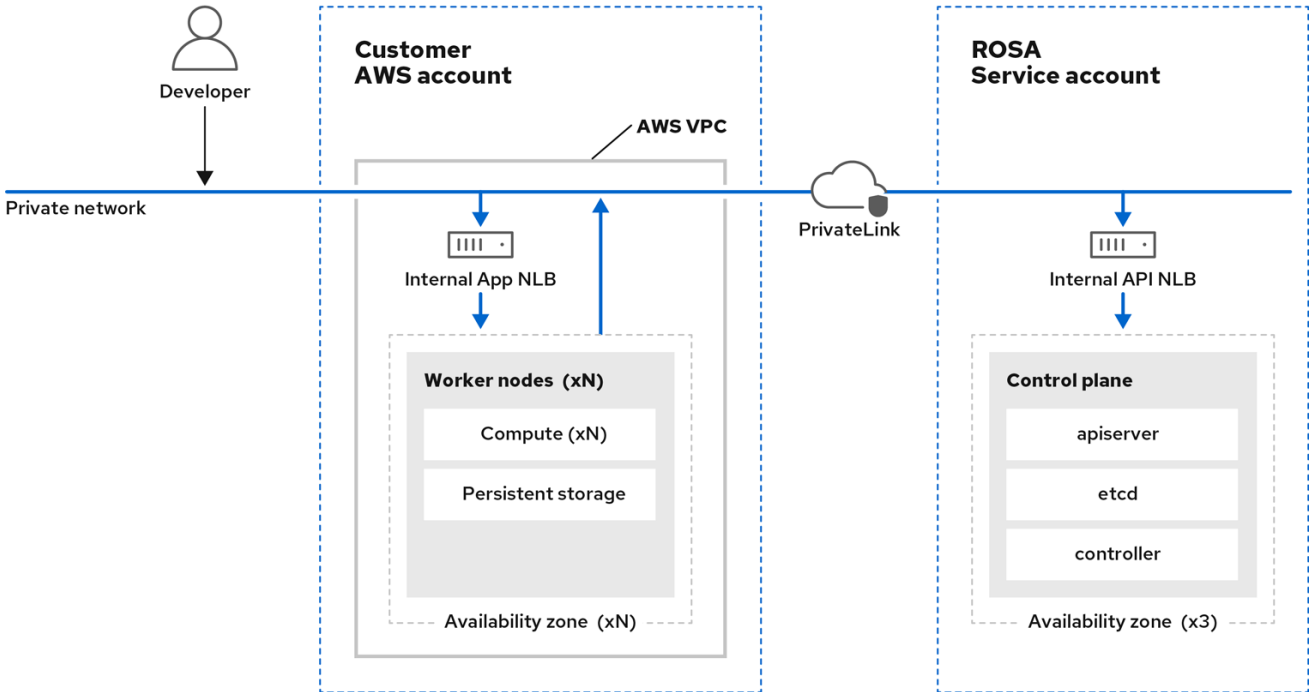 Developer
Private network
Customer
AWS account
AWS VPC
Internal App NLB
Worker nodes (xN)
Compute (xN)
Persistent storage
Availability zone (xN)
PrivateLink
ROSA
Service account
Internal API NLB
Control plane
apiserver
etcd
controller
Availability zone (x3)